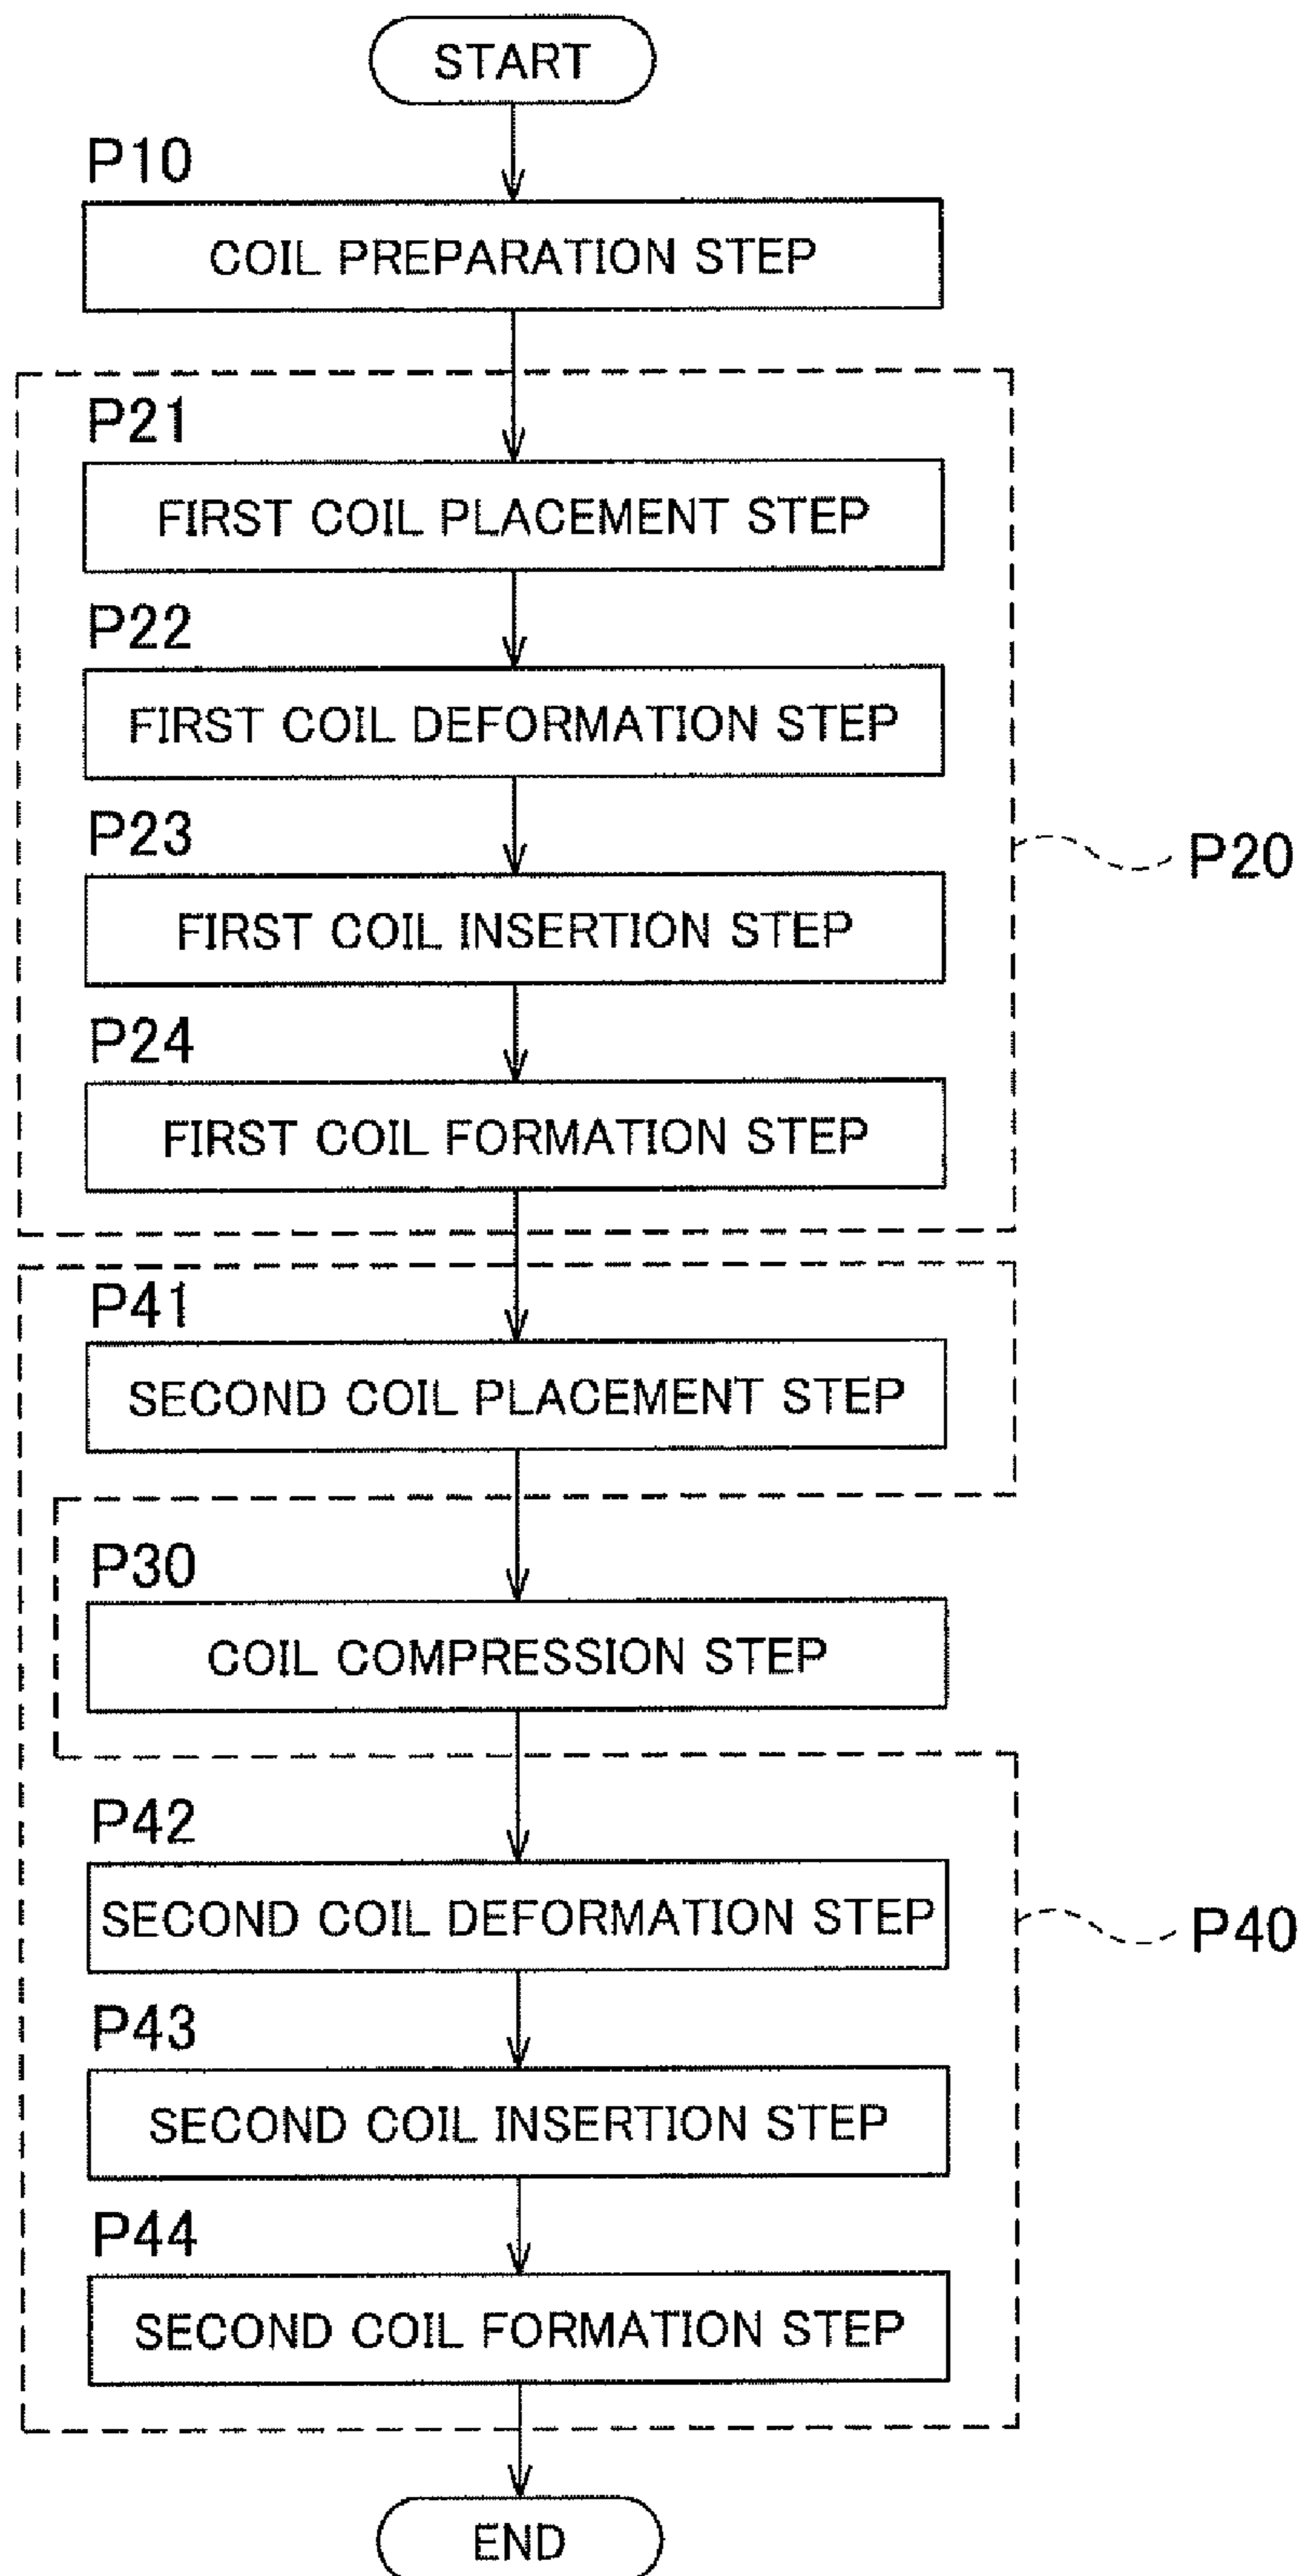 START
P10
COIL PREPARATION STEP
P21
FIRST COIL PLACEMENT STEP
P22
FIRST COIL DEFORMATION STEP
P23
P20
FIRST COIL INSERTION STEP
P24
FIRST COIL FORMATION STEP
P41
SECOND COIL PLACEMENT STEP
P30
COIL COMPRESSION STEP
P42
SECOND COIL DEFORMATION STEP
P40
P43
SECOND COIL INSERTION STEP
P44
SECOND COIL FORMATION STEP
END